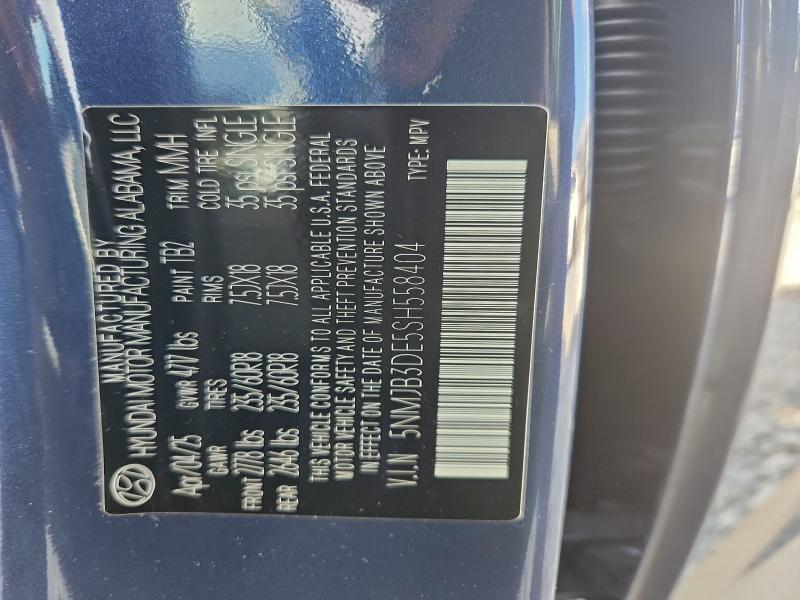 MANUFACTURED BY
HYUNDAI MOTOR MANUFACTURING ALABAMA, LLC
Apr/04/25 GVWR 4717 lbs PAINT TB2 TRIM MMH
GAWR TIRES RIMS COLD TIRE INFL
FRONT 2778 lbs 235/60R18 7.5JX18 35 psi SINGLE
REAR 2646 lbs 235/60R18 7.5JX18 35 psi SINGLE
THIS VEHICLE CONFORMS TO ALL APPLICABLE U.S.A. FEDERAL
MOTOR VEHICLE SAFETY AND THEFT PREVENTION STANDARDS
IN EFFECT ON THE DATE OF MANUFACTURE SHOWN ABOVE
V.I.N 5NMJB3DE5SH558404 TYPE: MPV